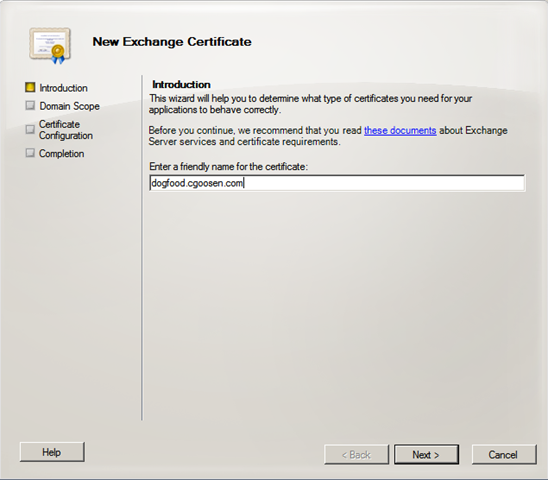 New Exchange Certificate
Introduction
Domain Scope
Certificate
Configuration
Completion
Introduction
This wizard will help you to determine what type of certificates you need for your
applications to behave correctly.
Before you continue, we recommend that you read these documents about Exchange
Server services and certificate requirements.
Enter a friendly name for the certificate:
dogfood.cgoosen.com
Help
< Back
Next >
Cancel